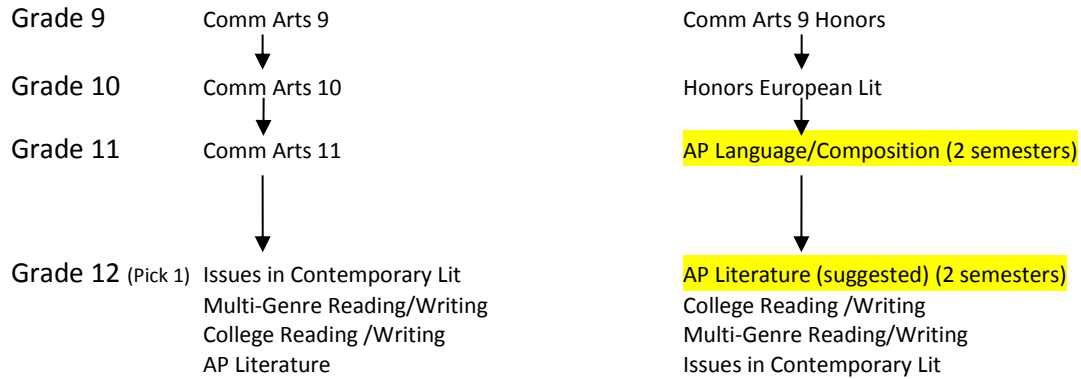 Grade 9 Comm Arts 9 Comm Arts 9 Honors
Grade 10 Comm Arts 10 Honors European Lit
Grade 11 Comm Arts 11 AP Language/Composition (2 semesters)
Grade 12 (Pick 1) Issues in Contemporary Lit AP Literature (suggested) (2 semesters)
Multi-Genre Reading/Writing College Reading /Writing
College Reading /Writing Multi-Genre Reading/Writing
AP Literature Issues in Contemporary Lit